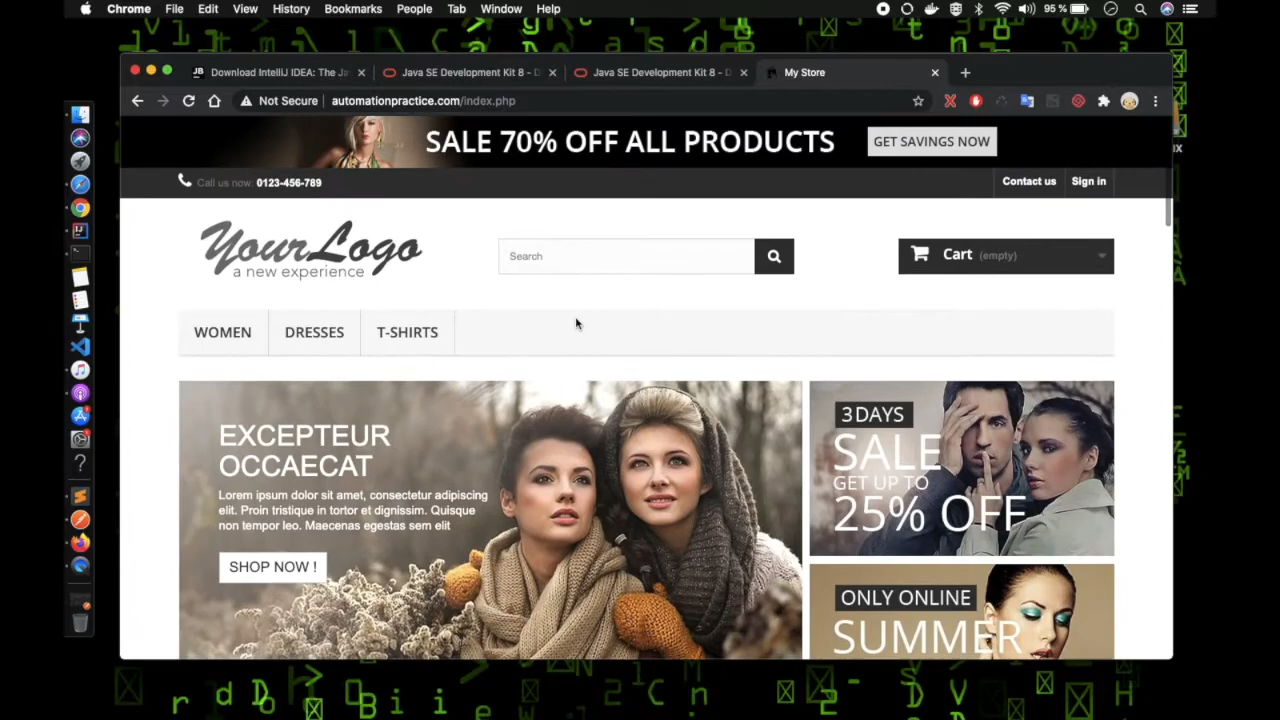 Chrome File Edit View History Bookmarks People Tab Window Help 95 %
Download IntelliJ IDEA: The Ja
Java SE Development Kit 8 - D
Java SE Development Kit 8 - D
My Store
Not Secure automationpractice.com/index.php
SALE 70% OFF ALL PRODUCTS GET SAVINGS NOW
Call us now: 0123-456-789 Contact us Sign in
YourLogo
a new experience
Search
Cart (empty)
WOMEN DRESSES T-SHIRTS
EXCEPTEUR
OCCAECAT
Lorem ipsum dolor sit amet, consectetur adipiscing
elit. Proin tristique in tortor et dignissim. Quisque
non tempor leo. Maecenas egestas sem elit
SHOP NOW !
3 DAYS
SALE
GET UP TO
25% OFF
ONLY ONLINE
SUMMER